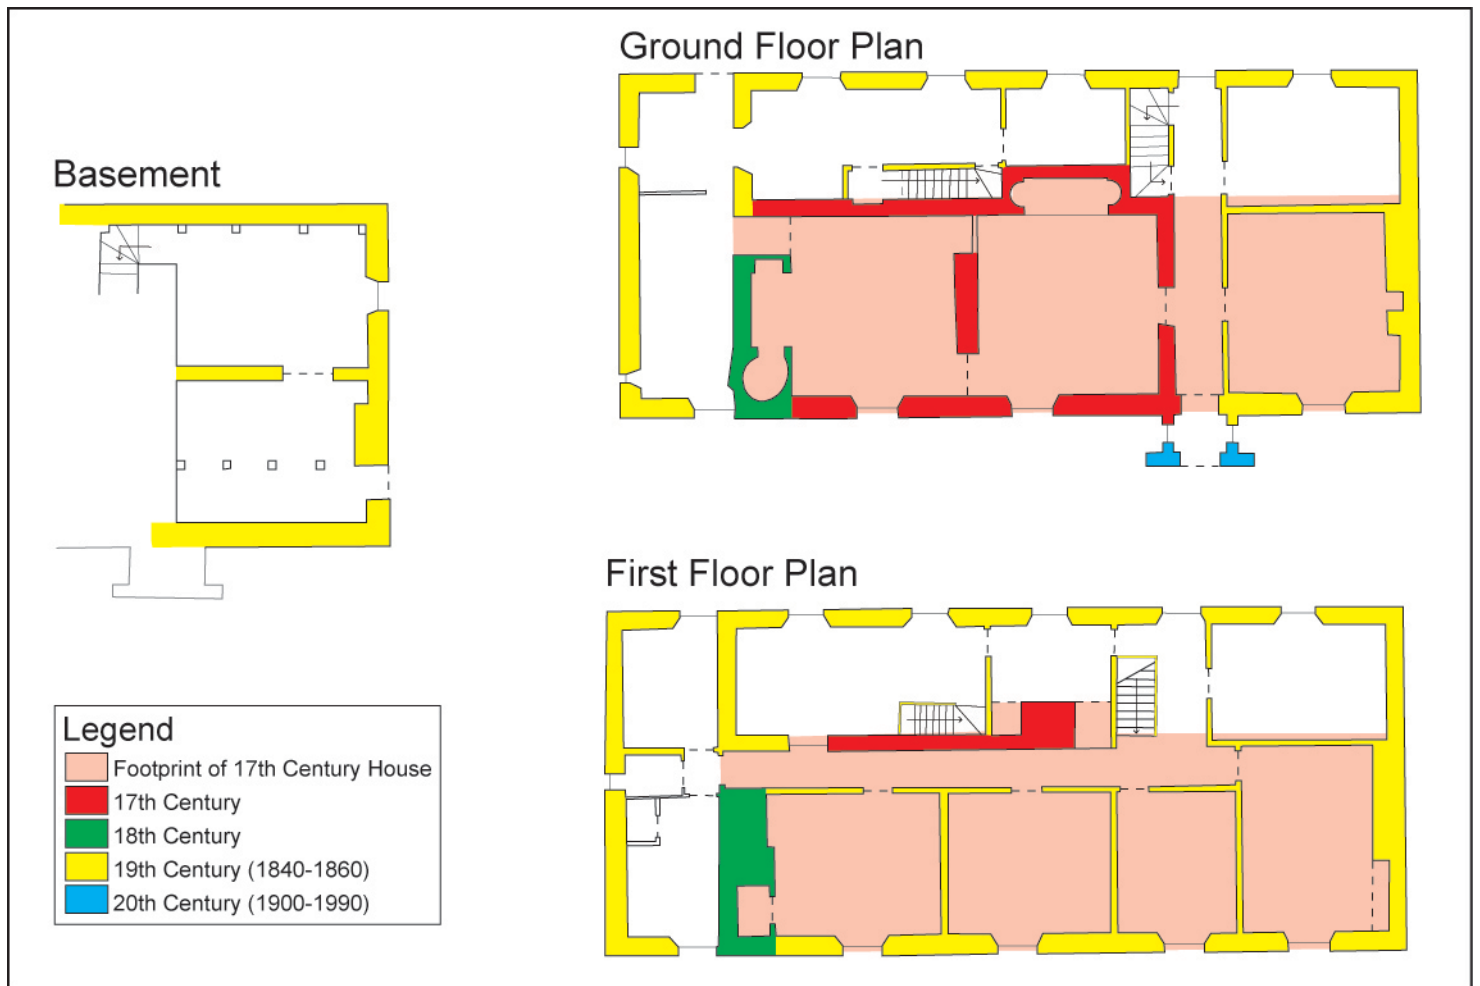 Ground Floor Plan
Basement
First Floor Plan
Legend
Footprint of 17th Century House
17th Century
18th Century
19th Century (1840-1860)
20th Century (1900-1990)